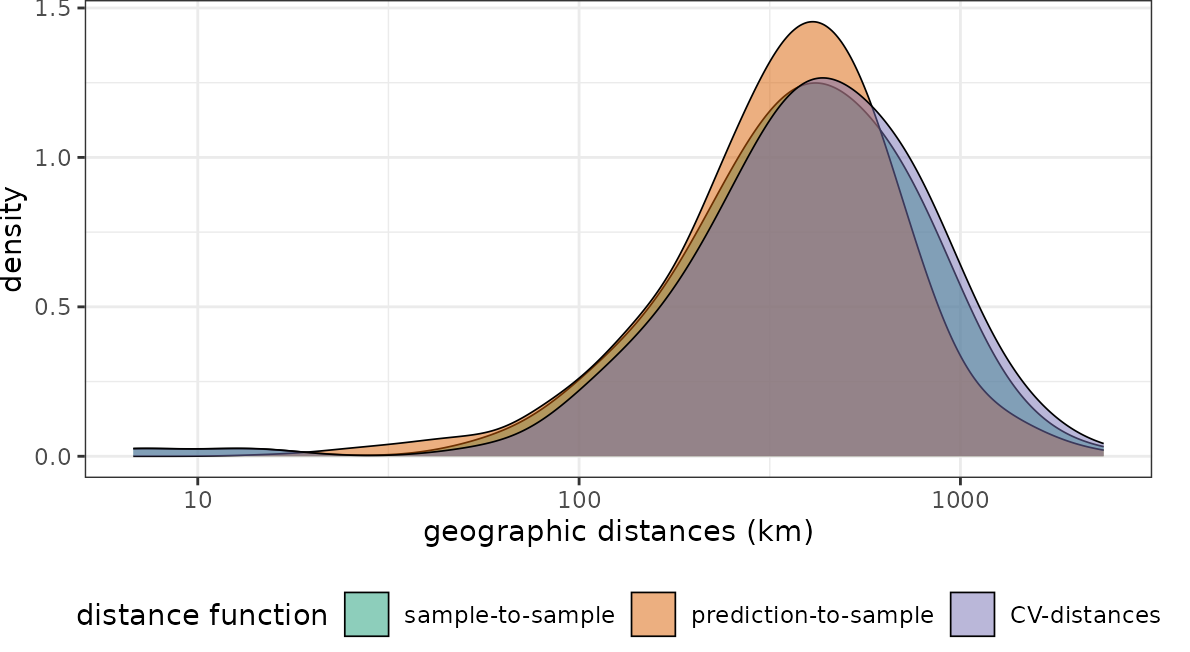 1.5
1.0
0.5
0.0
density
10 100 1000
geographic distances (km)
distance function sample-to-sample prediction-to-sample CV-distances